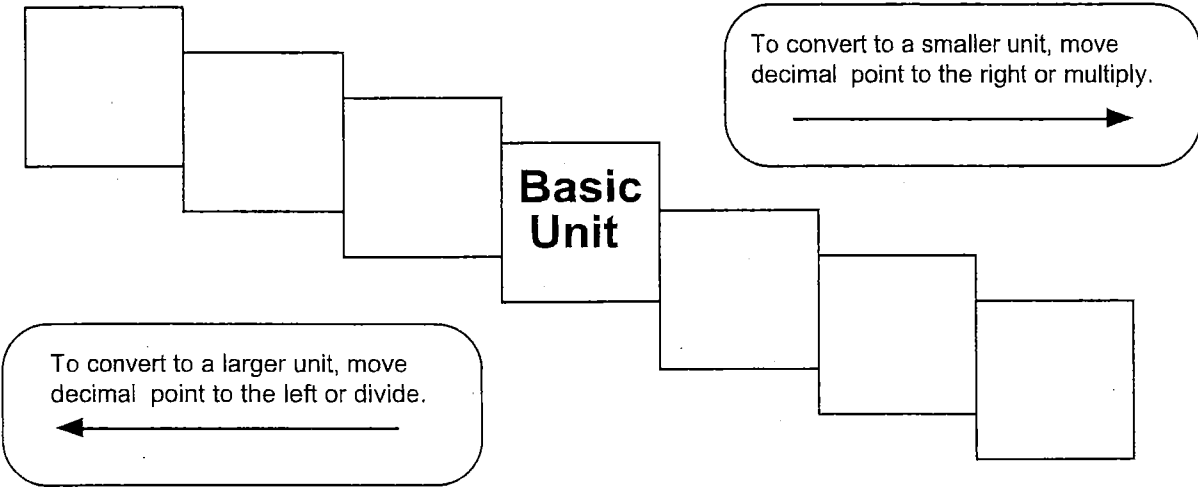 To convert to a smaller unit, move
decimal point to the right or multiply.
Basic
Unit
To convert to a larger unit, move
decimal point to the left or divide.